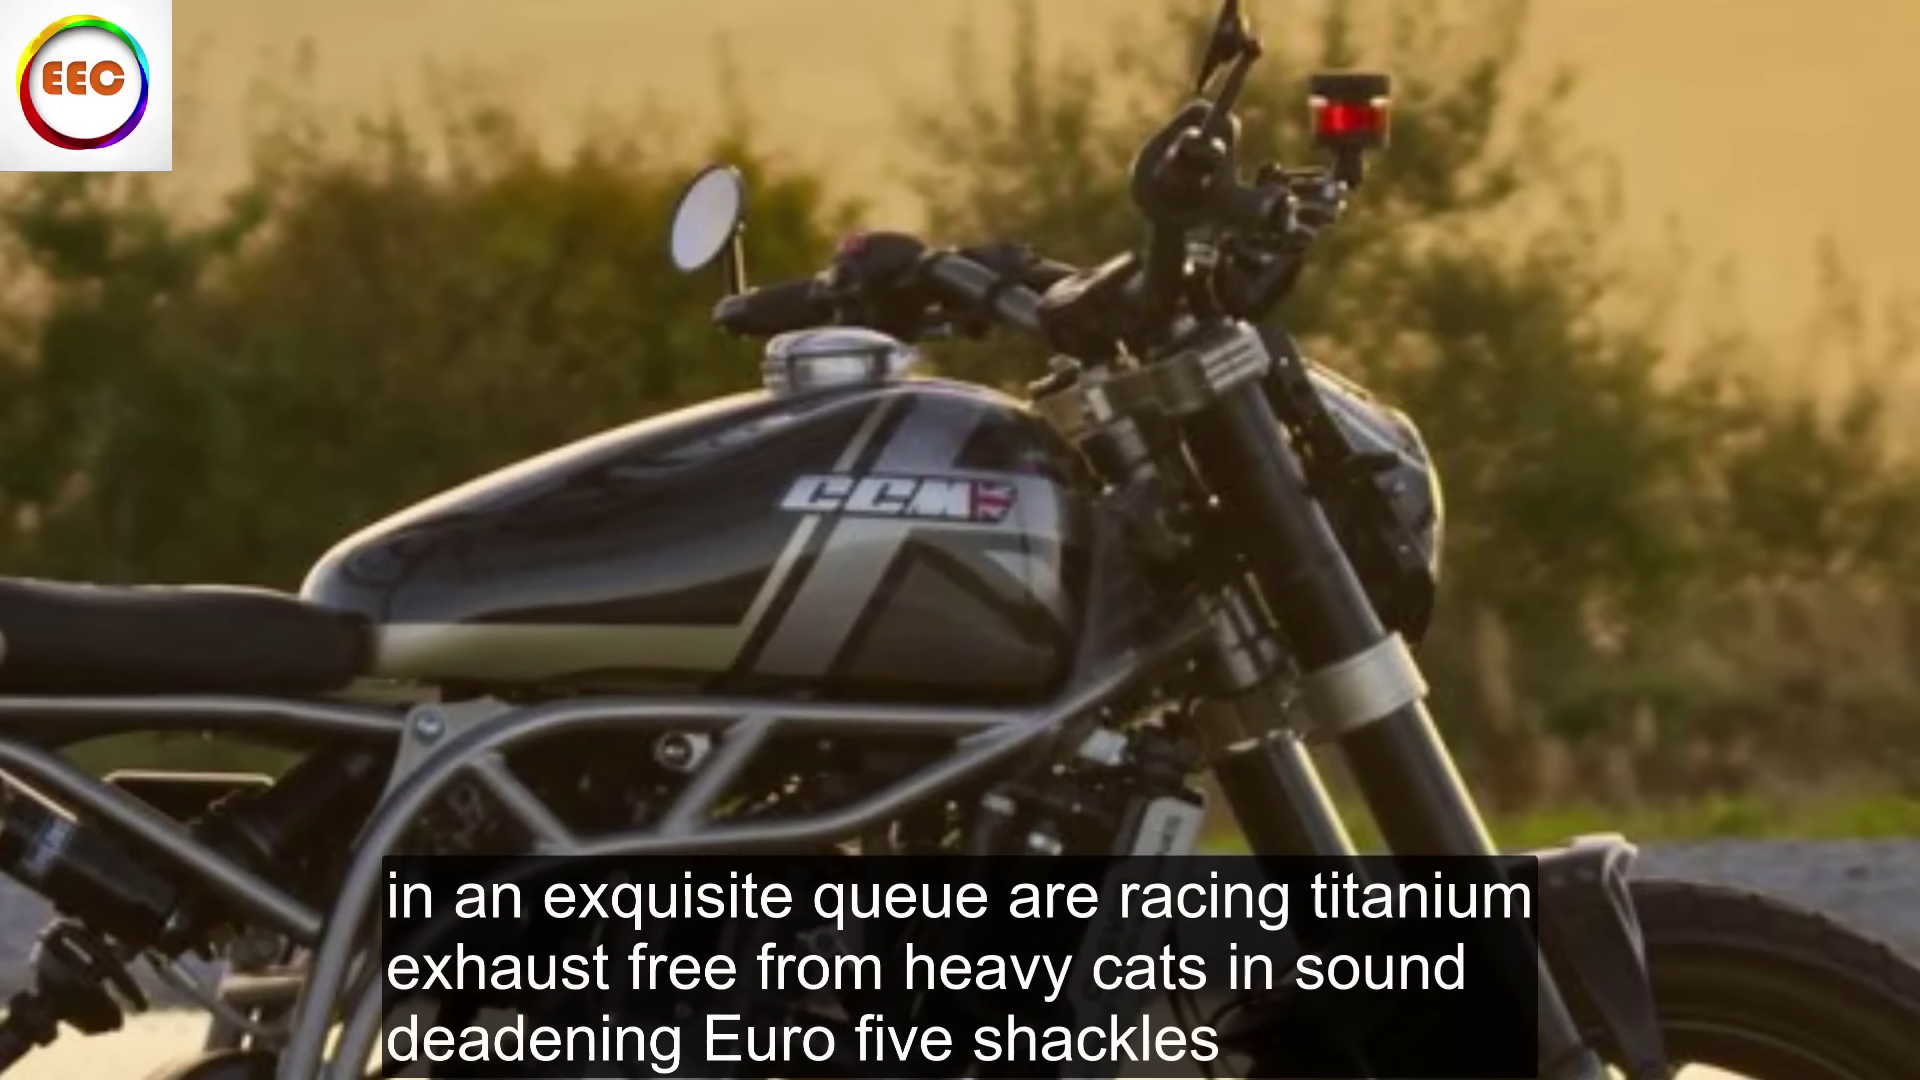 EEC
CCM
in an exquisite queue are racing titanium
exhaust free from heavy cats in sound
deadening Euro five shackles